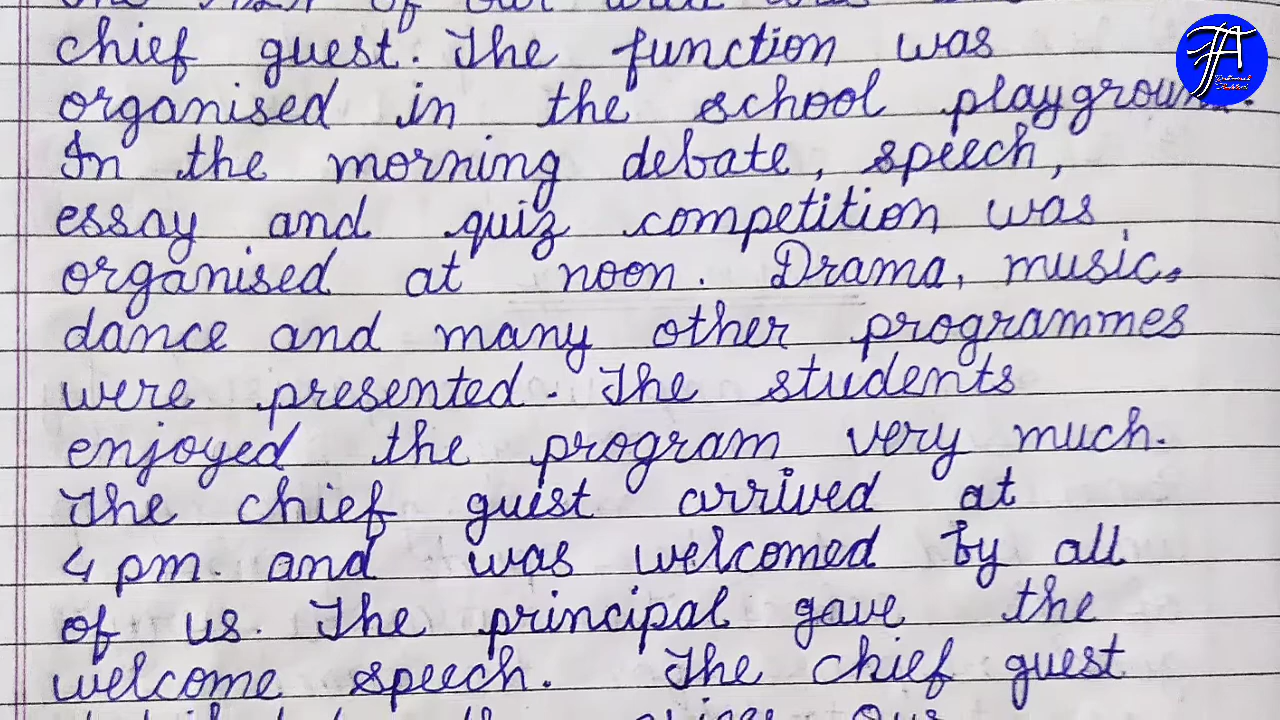 chief guest. The function was
organised in the school playground.
In the morning debate, speech,
essay and quiz competition was
organised at noon. Drama, music,
dance and many other programmes
were presented. The students
enjoyed the program very much.
The chief guest arrived at
4 pm. and was welcomed by all
of us. The principal gave the
welcome speech. The chief guest